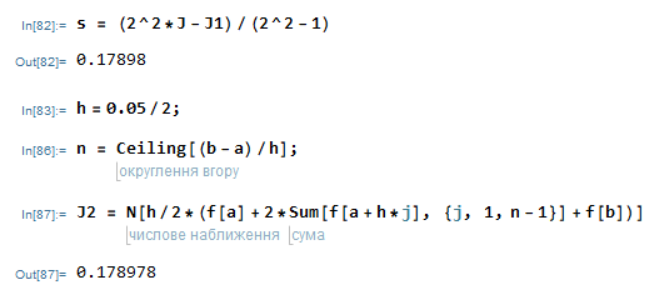 In[82]:= s = (2^2*J-J1)/(2^2-1)
Out[82]= 0.17898
In[83]:= h=0.05/2;
In[86]:= n = Ceiling[(b-a)/h];
округлення вгору
In[87]:= J2 = N[h/2*(f[a]+2*Sum[f[a+h*j], {j, 1, n-1}]+f[b])]
числове наближення сума
Out[87]= 0.178978